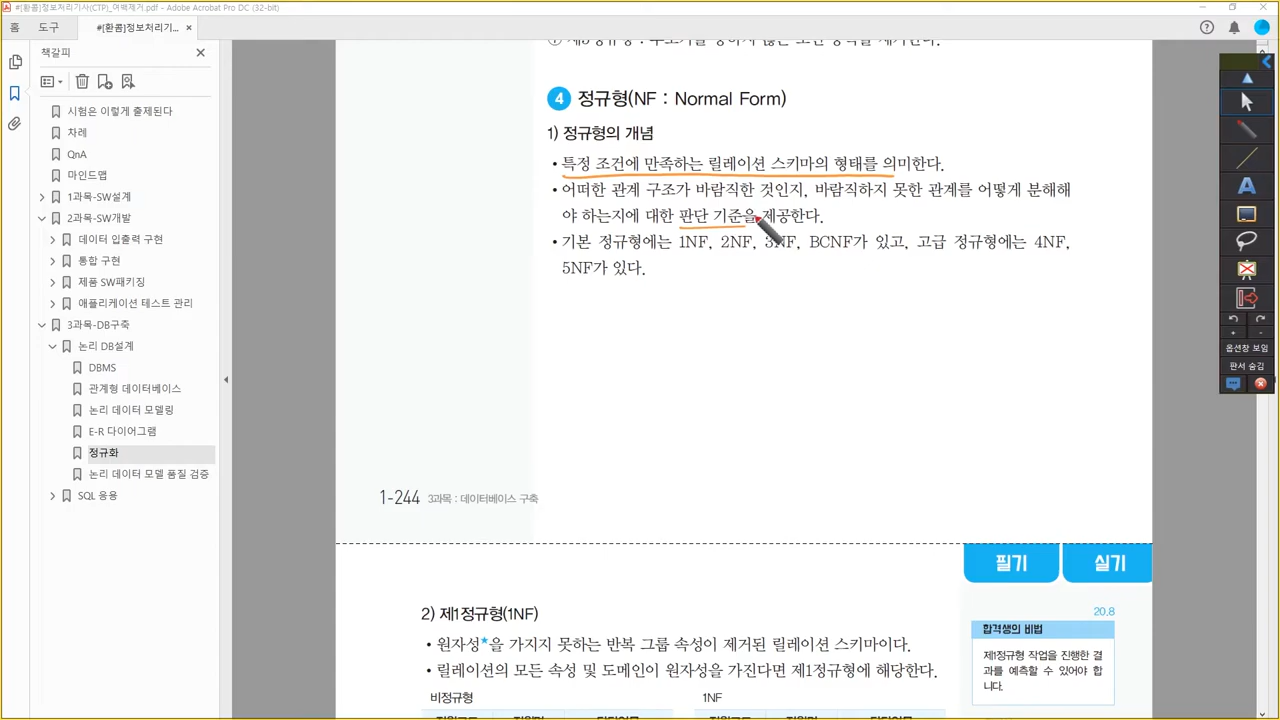 #[환콤]정보처리기사(CTP)_여백제거.pdf - Adobe Acrobat Pro DC (32-bit)
홈 도구 #[환콤]정보처리기...
책갈피
시험은 이렇게 출제된다
차례
QnA
마인드맵
1과목-SW설계
2과목-SW개발
데이터 입출력 구현
통합 구현
제품 SW패키징
애플리케이션 테스트 관리
3과목-DB구축
논리 DB설계
DBMS
관계형 데이터베이스
논리 데이터 모델링
E-R 다이어그램
정규화
논리 데이터 모델 품질 검증
SQL 응용
4 정규형(NF : Normal Form)
1) 정규형의 개념
• 특정 조건에 만족하는 릴레이션 스키마의 형태를 의미한다.
• 어떠한 관계 구조가 바람직한 것인지, 바람직하지 못한 관계를 어떻게 분해해
야 하는지에 대한 판단 기준을 제공한다.
• 기본 정규형에는 1NF, 2NF, 3NF, BCNF가 있고, 고급 정규형에는 4NF,
5NF가 있다.
1-244 3과목 : 데이터베이스 구축
필기 실기
2) 제1정규형(1NF)
• 원자성*을 가지지 못하는 반복 그룹 속성이 제거된 릴레이션 스키마이다.
• 릴레이션의 모든 속성 및 도메인이 원자성을 가진다면 제1정규형에 해당한다.
비정규형 1NF
20.8
합격생의 비법
제1정규형 작업을 진행한 결
과를 예측할 수 있어야 합
니다.
옵션창 보임
판서 숨김